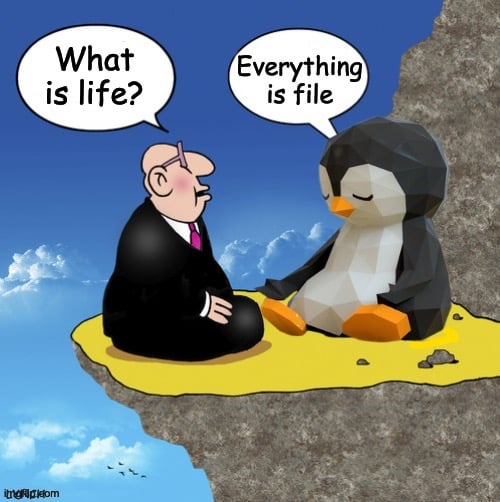 What
is life?
Everything
is file